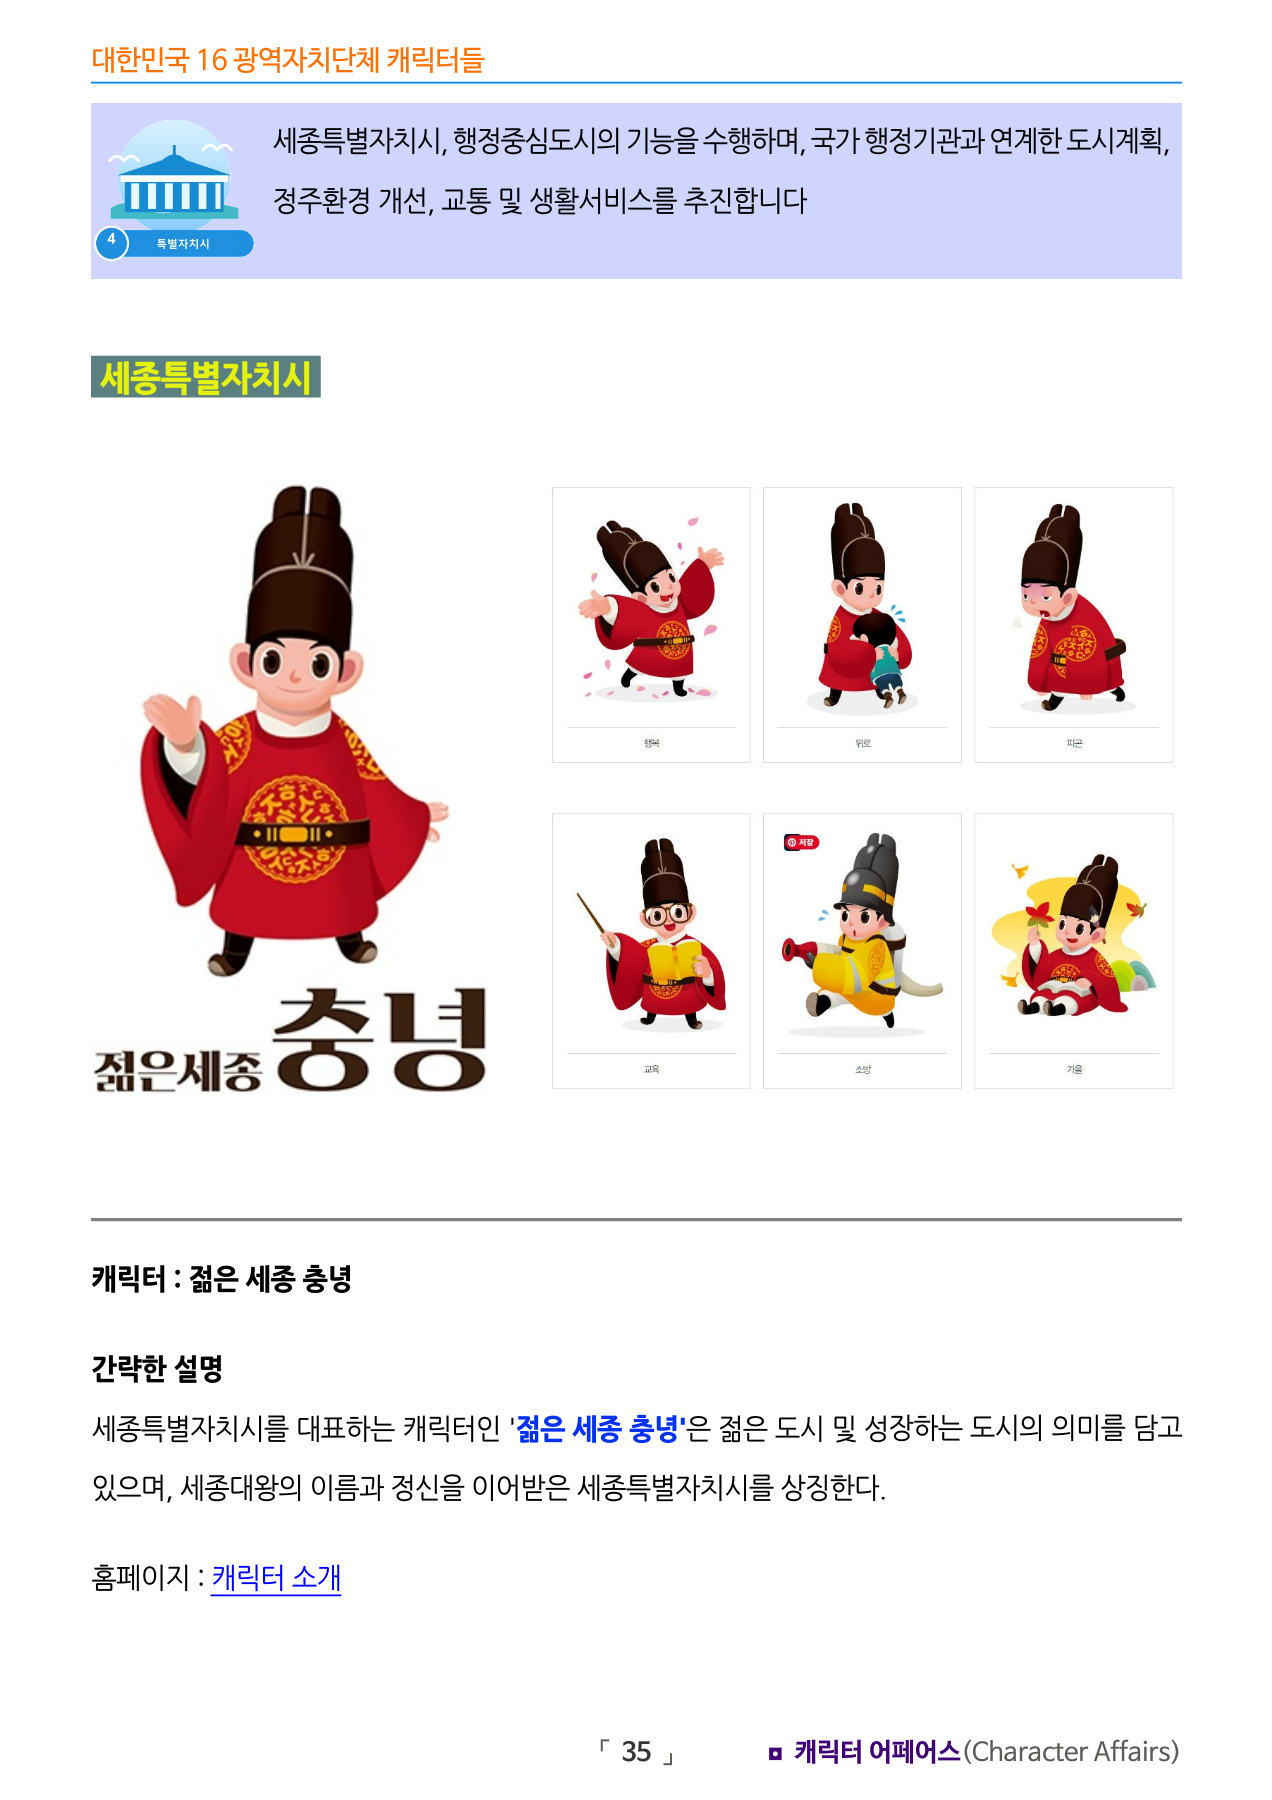 대한민국 16 광역자치단체 캐릭터들
세종특별자치시, 행정중심도시의 기능을 수행하며, 국가 행정기관과 연계한 도시계획,
정주환경 개선, 교통 및 생활서비스를 추진합니다
4 특별자치시
세종특별자치시
젊은세종 충녕
행복
위로
피곤
저장
교육
소방
가을
캐릭터 : 젊은 세종 충녕
간략한 설명
세종특별자치시를 대표하는 캐릭터인 '젊은 세종 충녕'은 젊은 도시 및 성장하는 도시의 의미를 담고
있으며, 세종대왕의 이름과 정신을 이어받은 세종특별자치시를 상징한다.
홈페이지 : 캐릭터 소개
「 35 」
캐릭터 어페어스(Character Affairs)